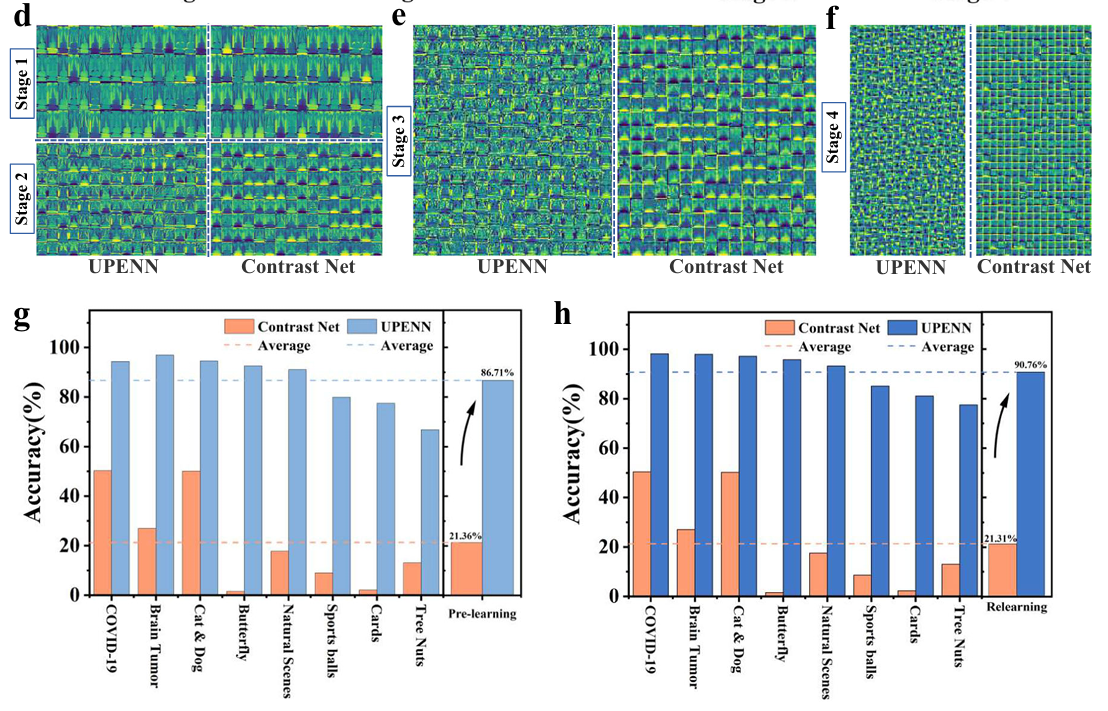 d
e
f
Stage 1
Stage 2
Stage 3
Stage 4
UPENN
Contrast Net
UPENN
Contrast Net
UPENN
Contrast Net
g
Contrast Net
UPENN
Average
Average
Accuracy(%)
100
80
60
40
20
0
86.71%
21.36%
COVID-19
Brain Tumor
Cat & Dog
Butterfly
Natural Scenes
Sports balls
Cards
Tree Nuts
Pre-learning
h
Contrast Net
UPENN
Average
Average
Accuracy(%)
100
80
60
40
20
0
90.76%
21.31%
COVID-19
Brain Tumor
Cat & Dog
Butterfly
Natural Scenes
Sports balls
Cards
Tree Nuts
Relearning